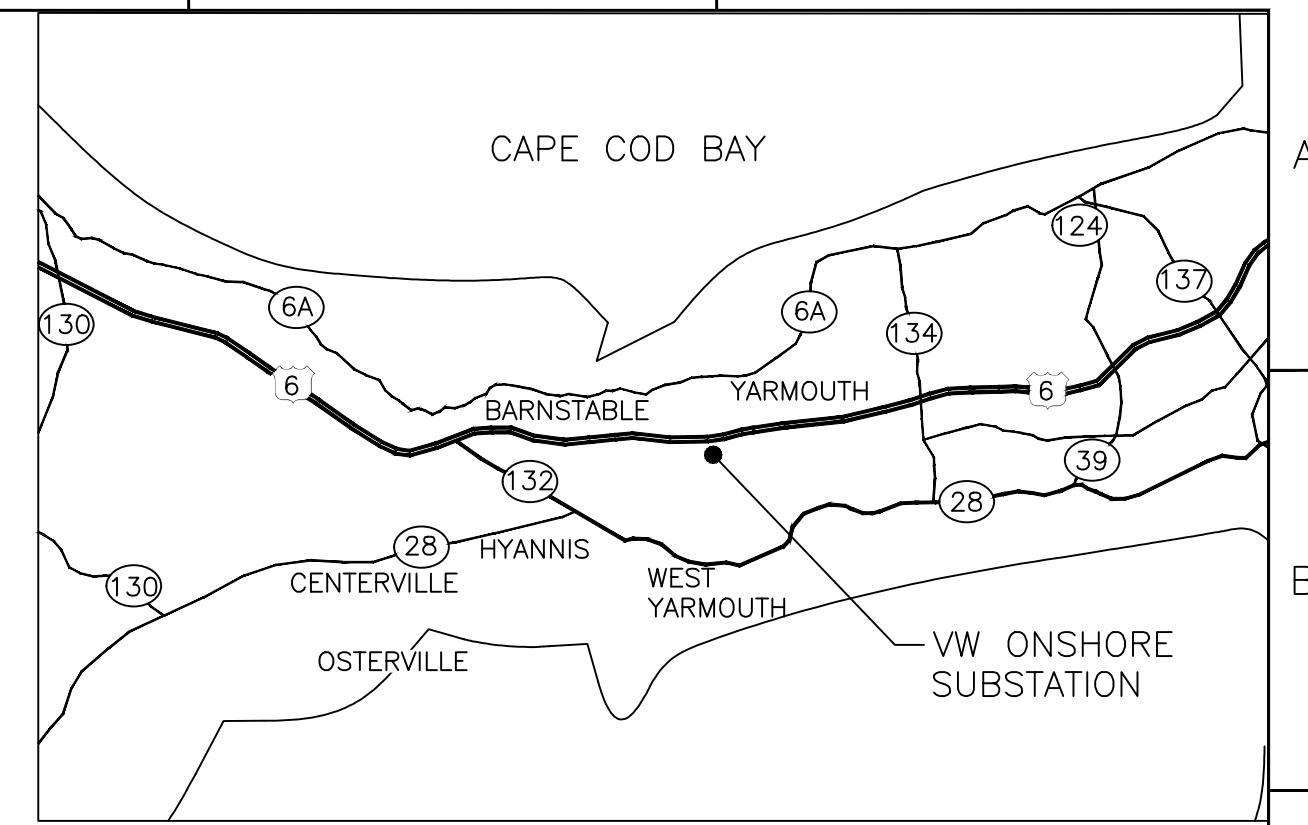 CAPE COD BAY
A
124
137
6A
6A
130
134
6
6
YARMOUTH
BARNSTABLE
39
132
28
28
HYANNIS
WEST
YARMOUTH
130
CENTERVILLE
B
VW ONSHORE
SUBSTATION
OSTERVILLE